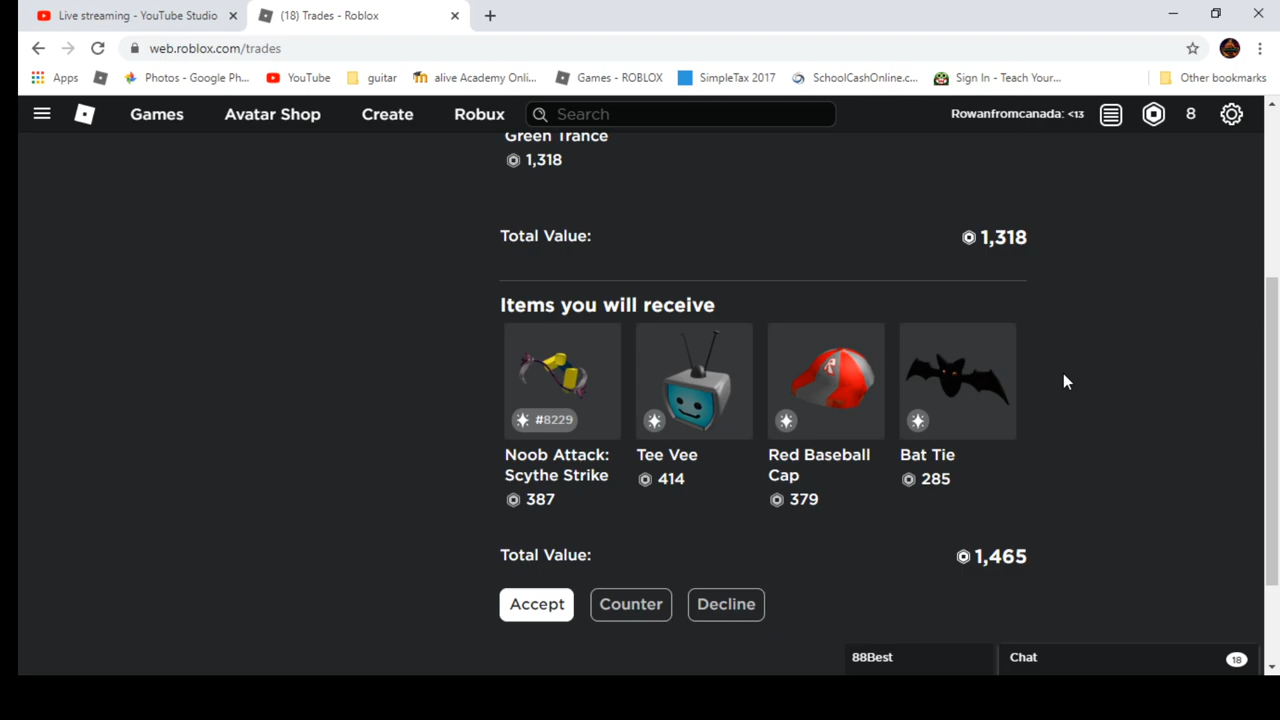 Live streaming - YouTube Studio
(18) Trades - Roblox
web.roblox.com/trades
Apps
Photos - Google Ph...
YouTube
guitar
alive Academy Onli...
Games - ROBLOX
SimpleTax 2017
SchoolCashOnline.c...
Sign In - Teach Your...
Other bookmarks
Games
Avatar Shop
Create
Robux
Search
Rowanfromcanada: <13
8
Green Trance
1,318
Total Value:
1,318
Items you will receive
#8229
Noob Attack:
Scythe Strike
387
Tee Vee
414
Red Baseball
Cap
379
Bat Tie
285
Total Value:
1,465
Accept
Counter
Decline
88Best
Chat
18